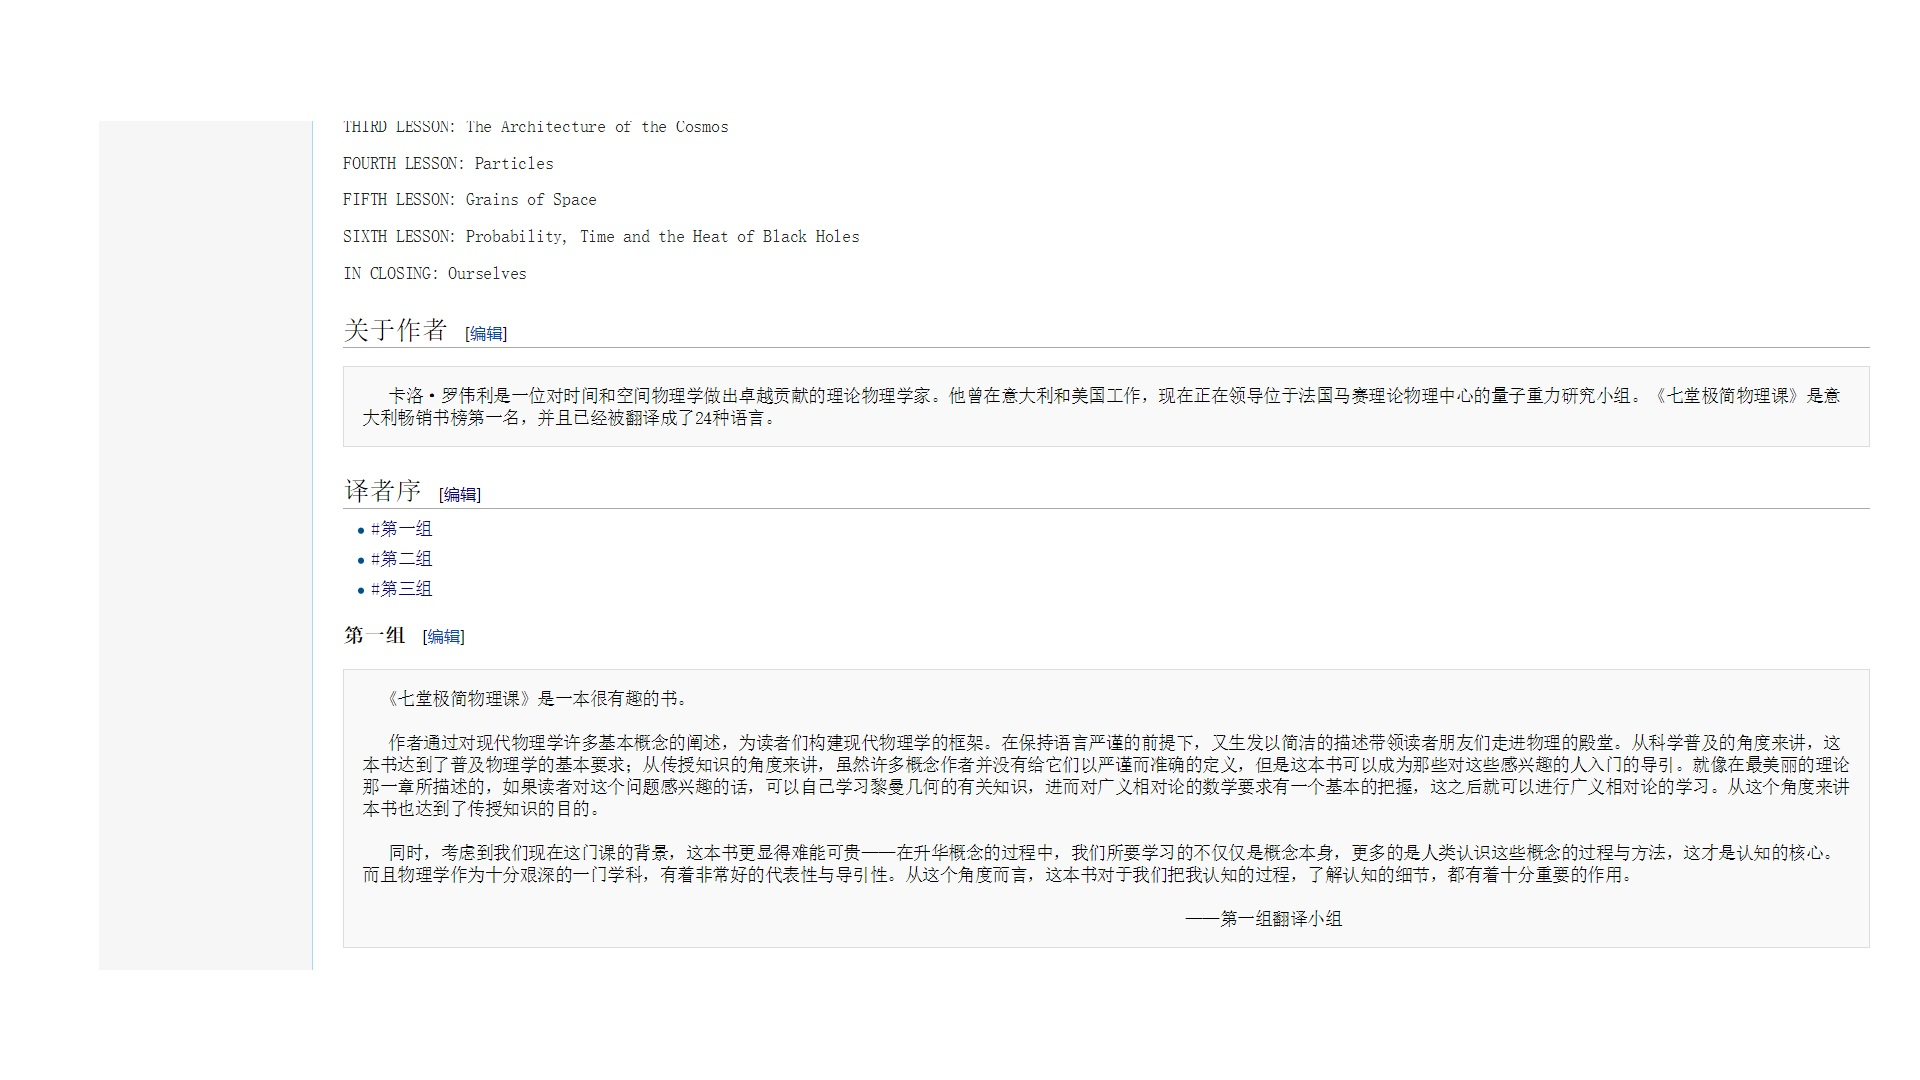 THIRD LESSON: The Architecture of the Cosmos
FOURTH LESSON: Particles
FIFTH LESSON: Grains of Space
SIXTH LESSON: Probability, Time and the Heat of Black Holes
IN CLOSING: Ourselves
关于作者 [编辑]
卡洛·罗伟利是一位对时间和空间物理学做出卓越贡献的理论物理学家。他曾在意大利和美国工作，现在正在领导位于法国马赛理论物理中心的量子重力研究小组。《七堂极简物理课》是意
大利畅销书榜第一名，并且已经被翻译成了24种语言。
译者序 [编辑]
• #第一组
• #第二组
• #第三组
第一组 [编辑]
《七堂极简物理课》是一本很有趣的书。
作者通过对现代物理学许多基本概念的阐述，为读者们构建现代物理学的框架。在保持语言严谨的前提下，又生发以简洁的描述带领读者朋友们走进物理的殿堂。从科学普及的角度来讲，这
本书达到了普及物理学的基本要求；从传授知识的角度来讲，虽然许多概念作者并没有给它们以严谨而准确的定义，但是这本书可以成为那些对这些感兴趣的人入门的导引。就像在最美丽的理论
那一章所描述的，如果读者对这个问题感兴趣的话，可以自己学习黎曼几何的有关知识，进而对广义相对论的数学要求有一个基本的把握，这之后就可以进行广义相对论的学习。从这个角度来讲
本书也达到了传授知识的目的。
同时，考虑到我们现在这门课的背景，这本书更显得难能可贵——在升华概念的过程中，我们所要学习的不仅仅是概念本身，更多的是人类认识这些概念的过程与方法，这才是认知的核心。
而且物理学作为十分艰深的一门学科，有着非常好的代表性与导引性。从这个角度而言，这本书对于我们把我认知的过程，了解认知的细节，都有着十分重要的作用。
——第一组翻译小组